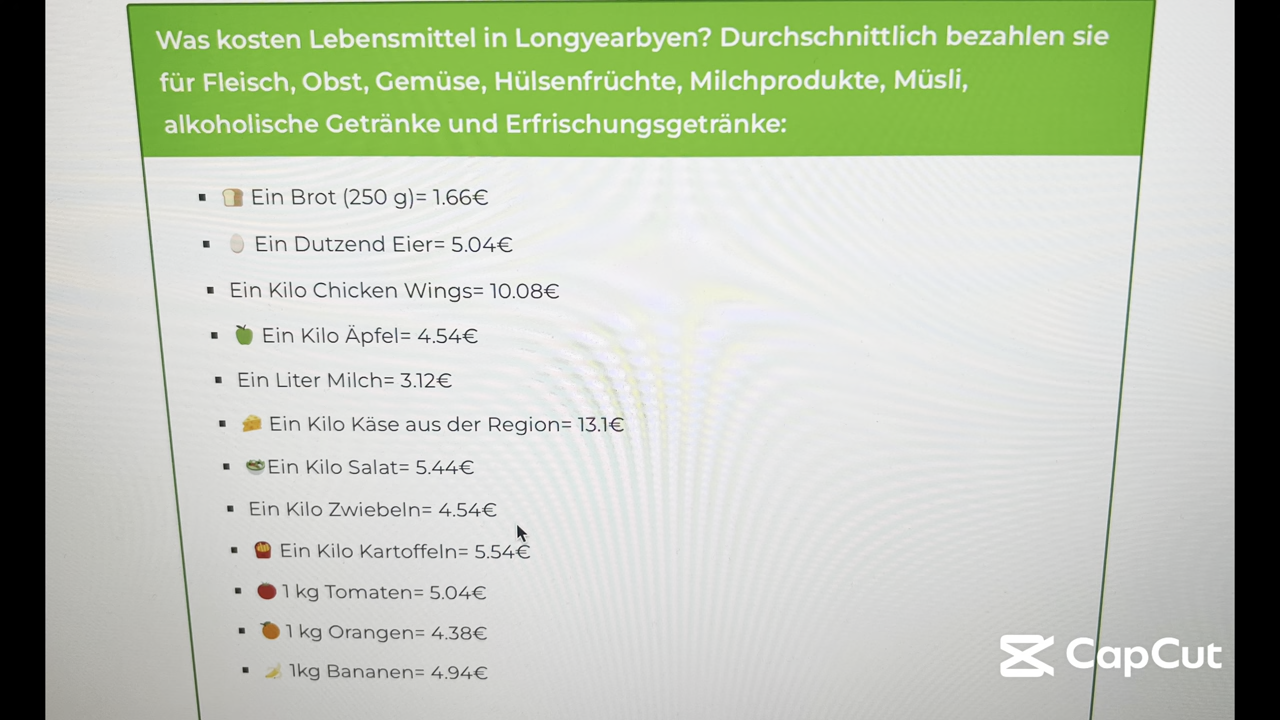 Was kosten Lebensmittel in Longyearbyen? Durchschnittlich bezahlen sie
für Fleisch, Obst, Gemüse, Hülsenfrüchte, Milchprodukte, Müsli,
alkoholische Getränke und Erfrischungsgetränke:
Ein Brot (250 g)= 1.66€
Ein Dutzend Eier= 5.04€
Ein Kilo Chicken Wings= 10.08€
Ein Kilo Äpfel= 4.54€
Ein Liter Milch= 3.12€
Ein Kilo Käse aus der Region= 13.1€
Ein Kilo Salat= 5.44€
Ein Kilo Zwiebeln= 4.54€
Ein Kilo Kartoffeln= 5.54€
1 kg Tomaten= 5.04€
1 kg Orangen= 4.38€
1kg Bananen= 4.94€
CapCut